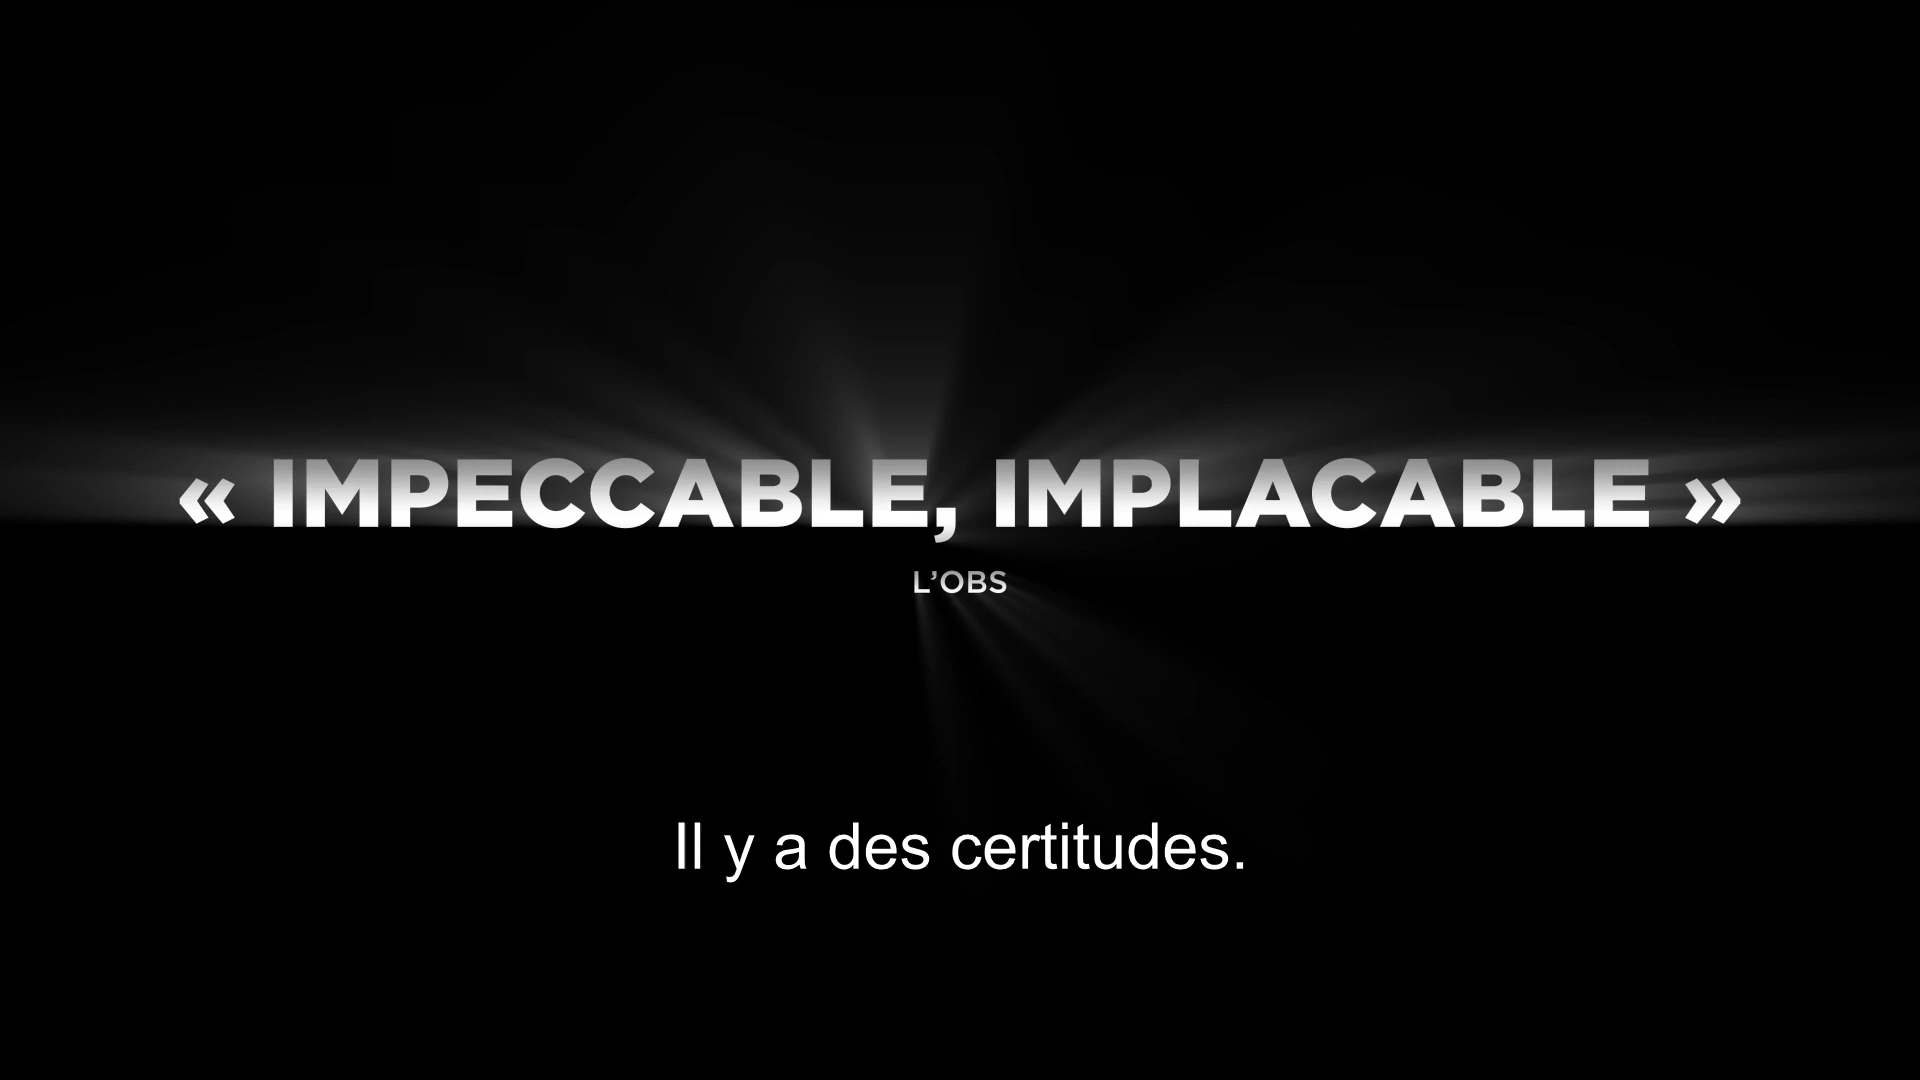 « IMPECCABLE, IMPLACABLE »
L’OBS
Il y a des certitudes.